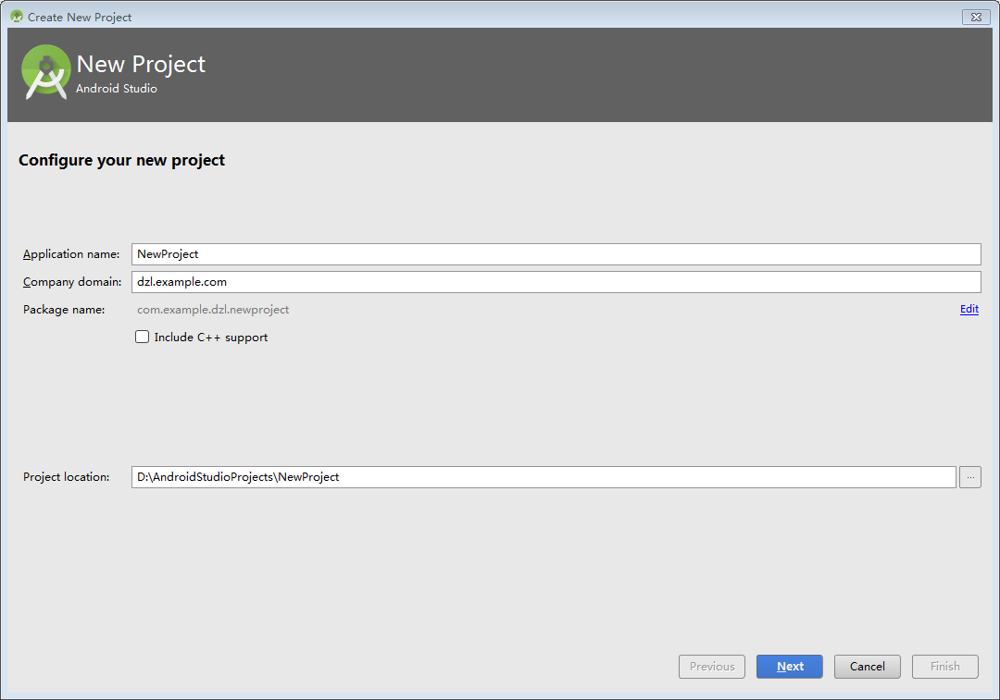 Create New Project
New Project
Android Studio
Configure your new project
Application name: NewProject
Company domain: dzl.example.com
Package name: com.example.dzl.newproject Edit
Include C++ support
Project location: D:\AndroidStudioProjects\NewProject ...
Previous Next Cancel Finish